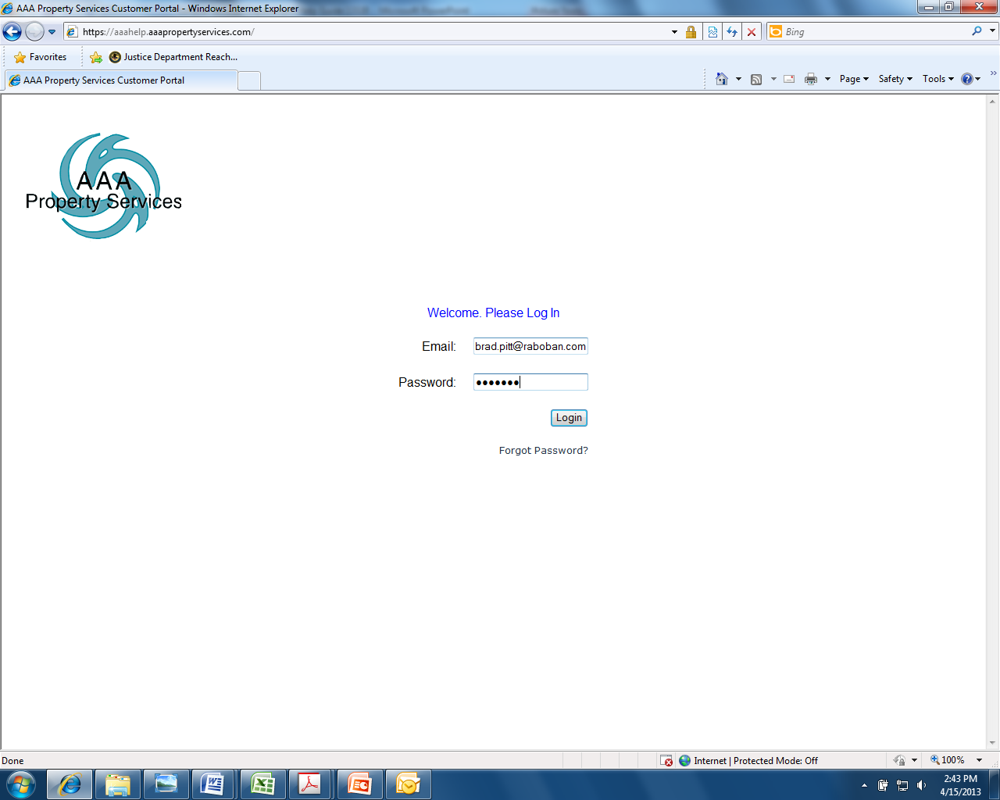 AAA Property Services Customer Portal - Windows Internet Explorer
https://aaahelp.aaapropertyservices.com/
Bing
Favorites
Justice Department Reach...
AAA Property Services Customer Portal
Page
Safety
Tools
AAA
Property Services
Welcome. Please Log In
Email:
brad.pitt@raboban.com
Password:
Login
Forgot Password?
Done
Internet | Protected Mode: Off
100%
2:43 PM
4/15/2013